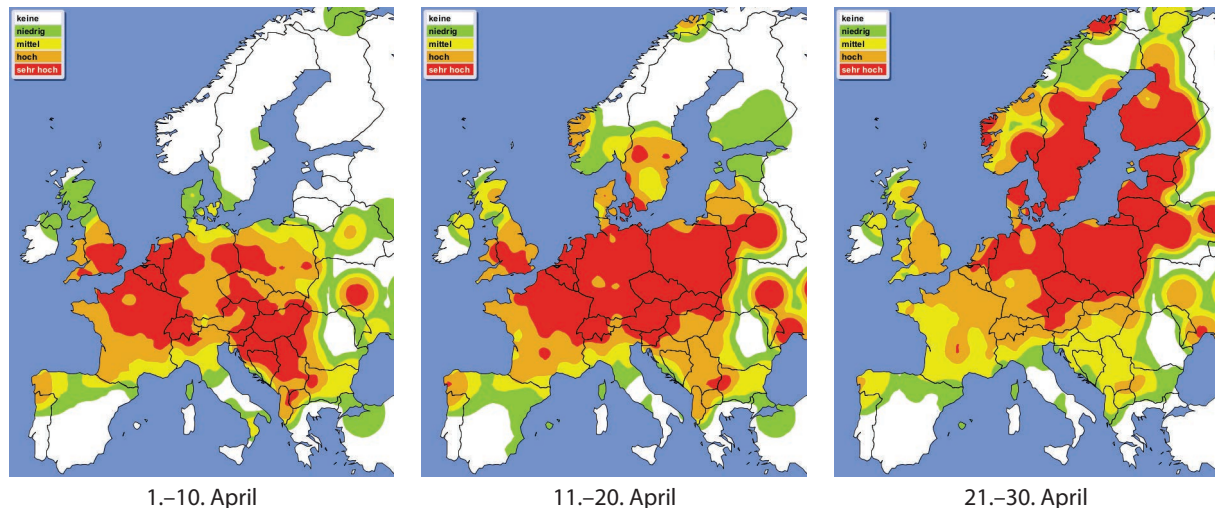 keine
niedrig
mittel
hoch
sehr hoch
keine
niedrig
mittel
hoch
sehr hoch
keine
niedrig
mittel
hoch
sehr hoch
1.–10. April
11.–20. April
21.–30. April